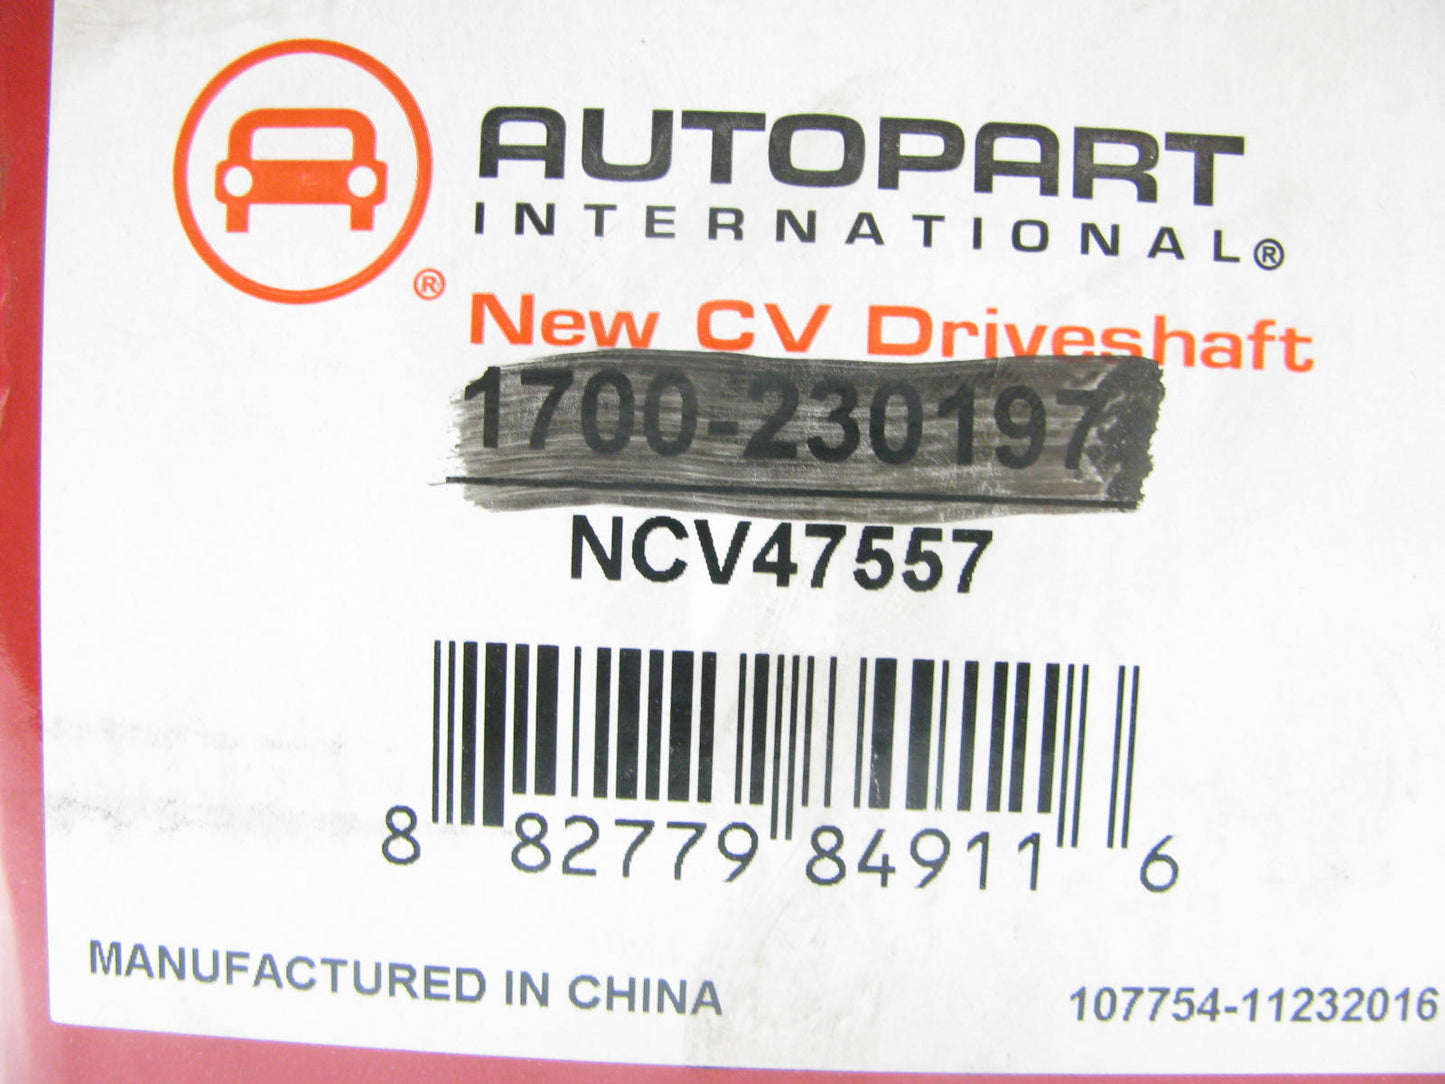 AUTOPART
INTERNATIONAL®
®
New CV Driveshaft
1700-230197
NCV47557
8 82779 84911 6
MANUFACTURED IN CHINA
107754-11232016